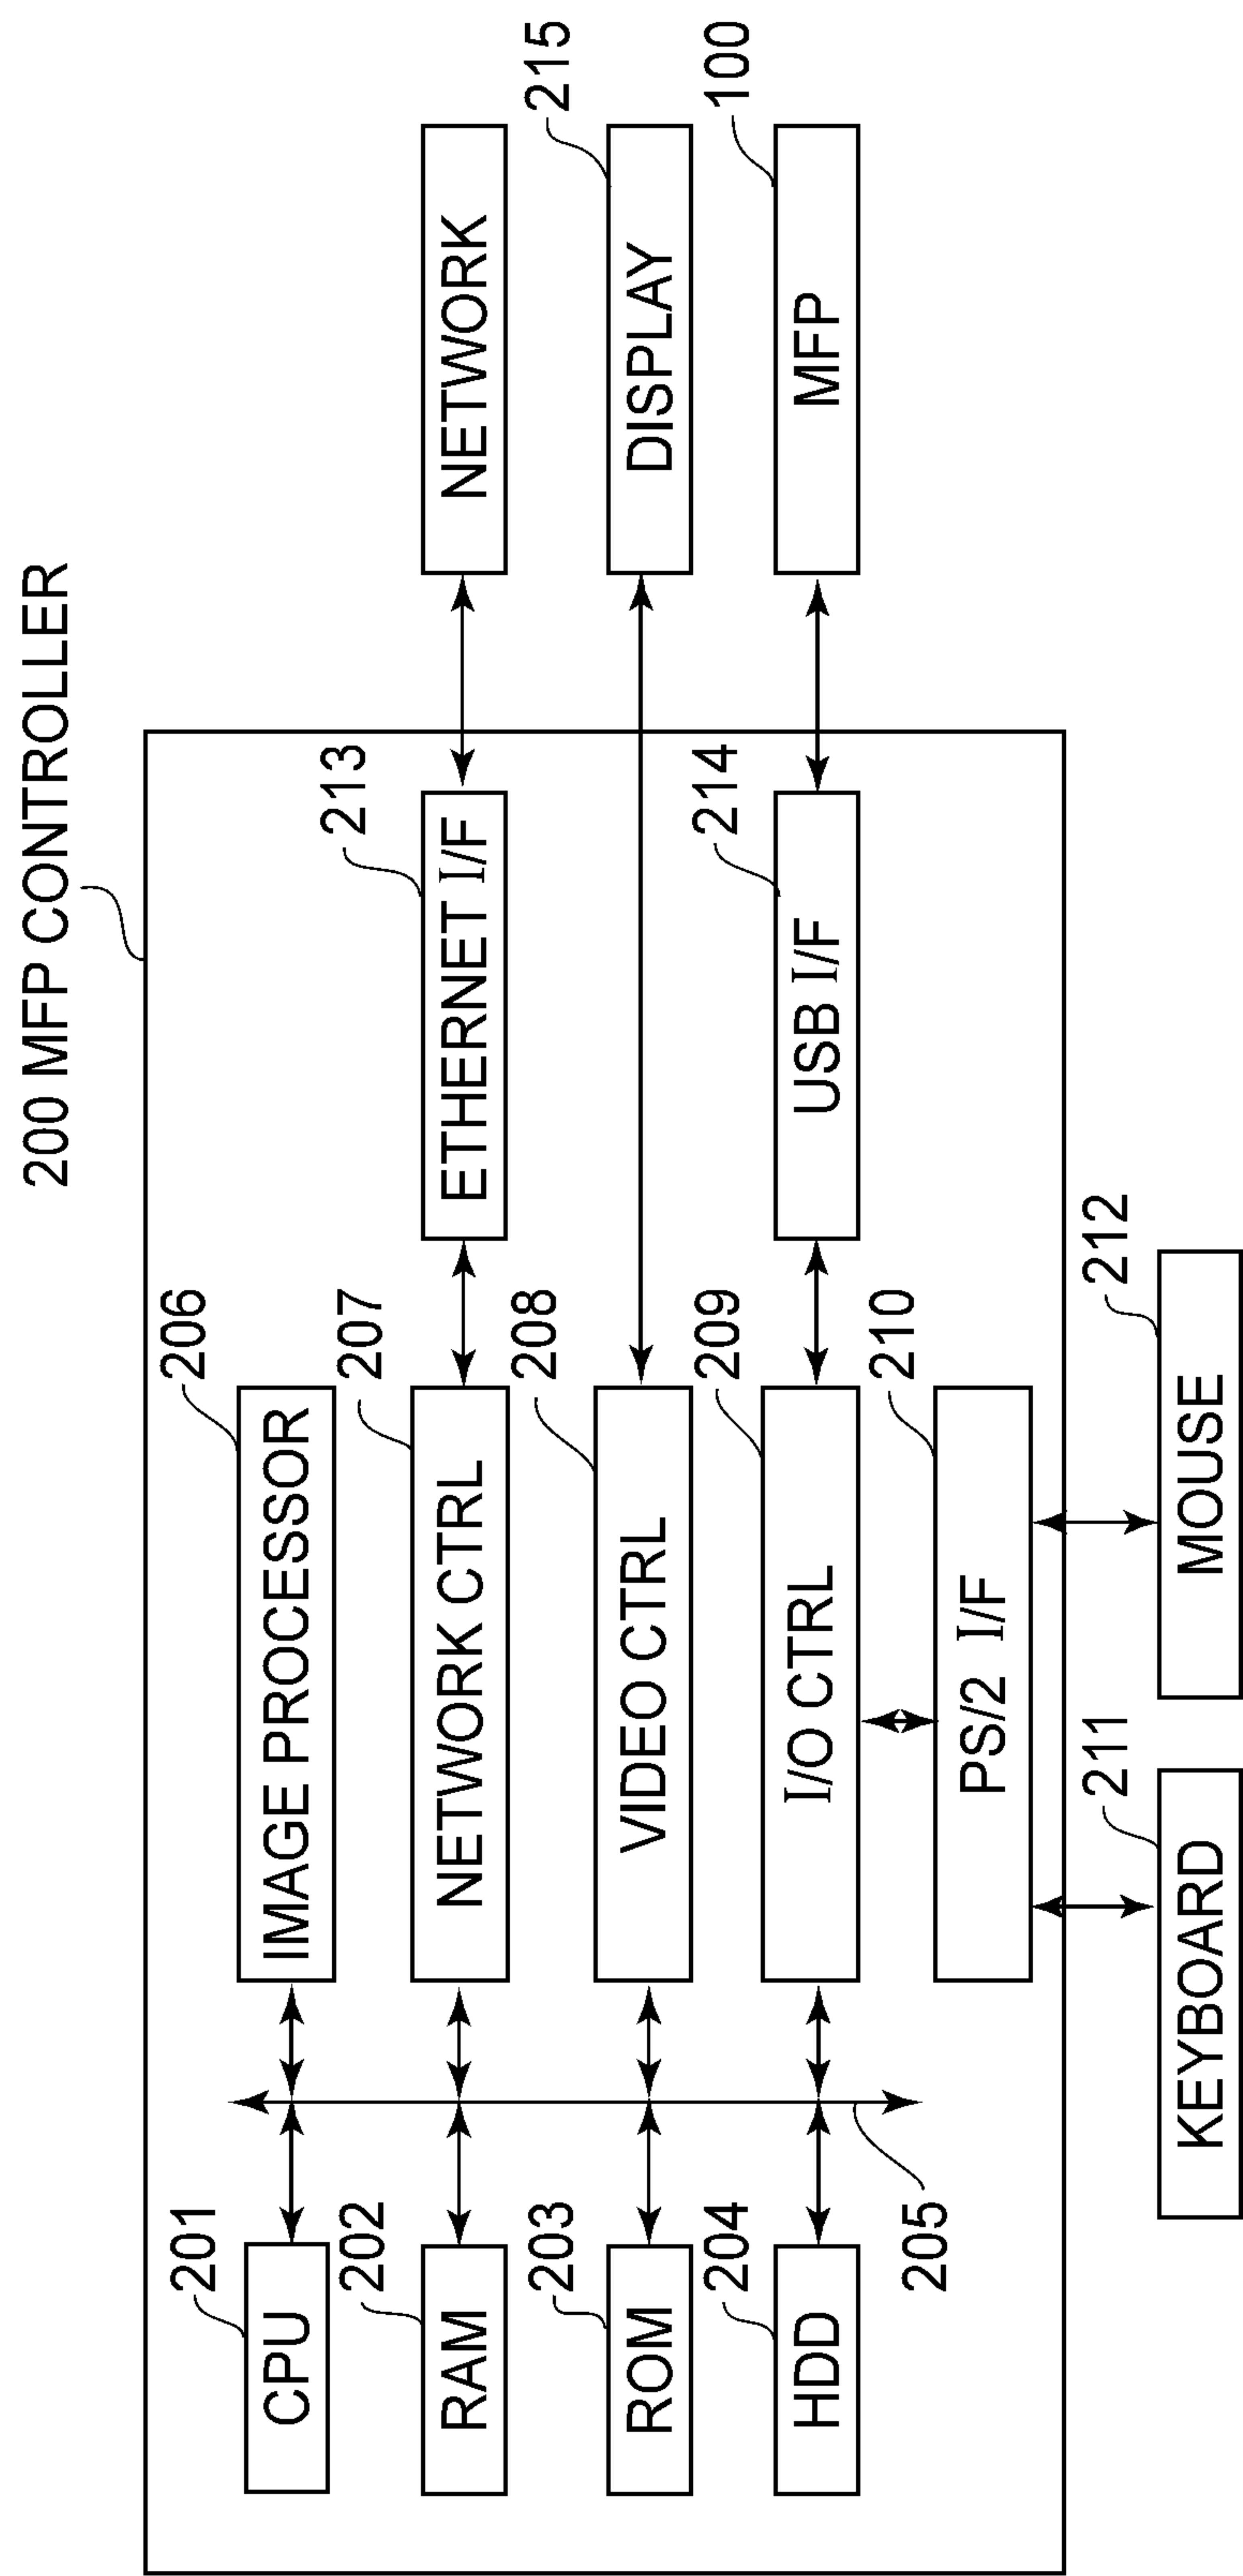 200 MFP CONTROLLER
201
CPU
202
RAM
203
ROM
204
HDD
205
206
IMAGE PROCESSOR
207
NETWORK CTRL
208
VIDEO CTRL
209
I/O CTRL
210
PS/2 I/F
213
ETHERNET I/F
214
USB I/F
NETWORK
215
DISPLAY
100
MFP
211
KEYBOARD
212
MOUSE